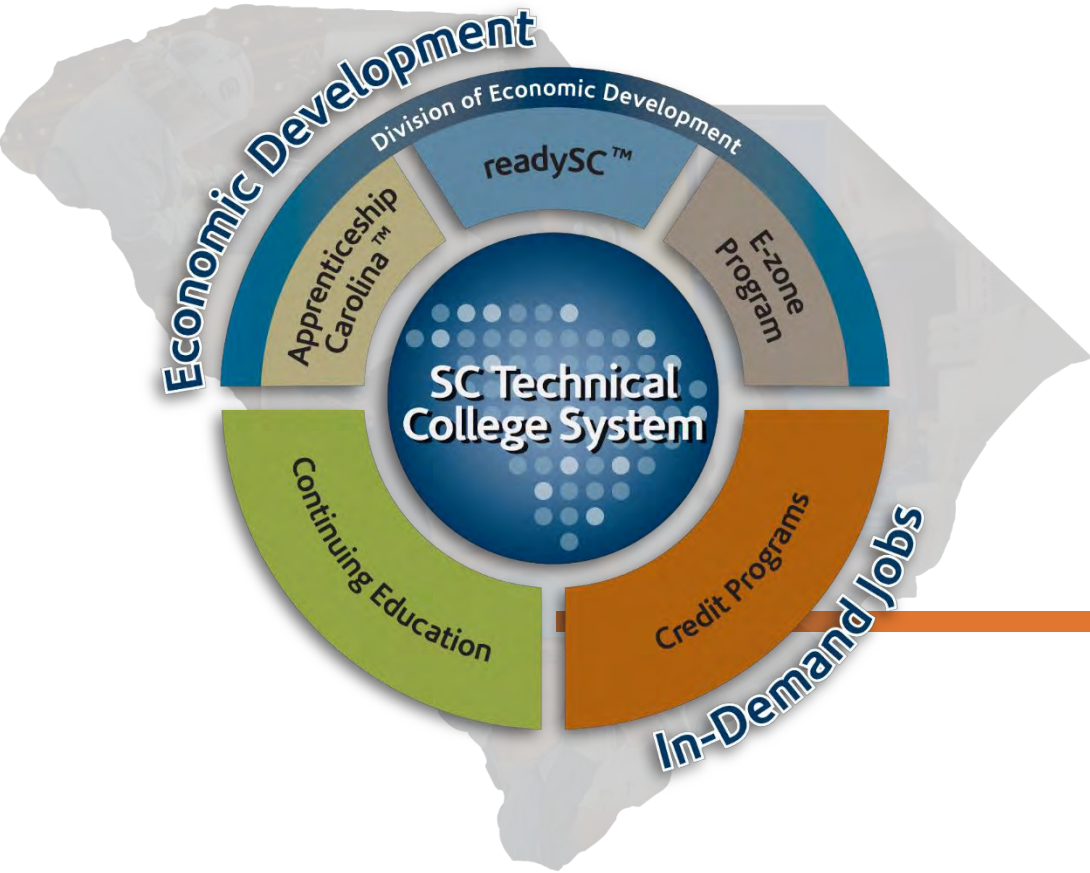 Economic Development
Division of Economic Development
readySC™
Apprenticeship
Carolina™
E-zone
Program
SC Technical
College System
Continuing Education
Credit Programs
In-Demand Jobs